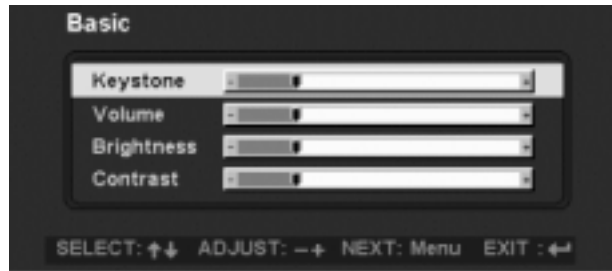 Basic
Keystone - +
Volume - +
Brightness - +
Contrast - +
SELECT: ↑↓ ADJUST: −+ NEXT: Menu EXIT : ↵